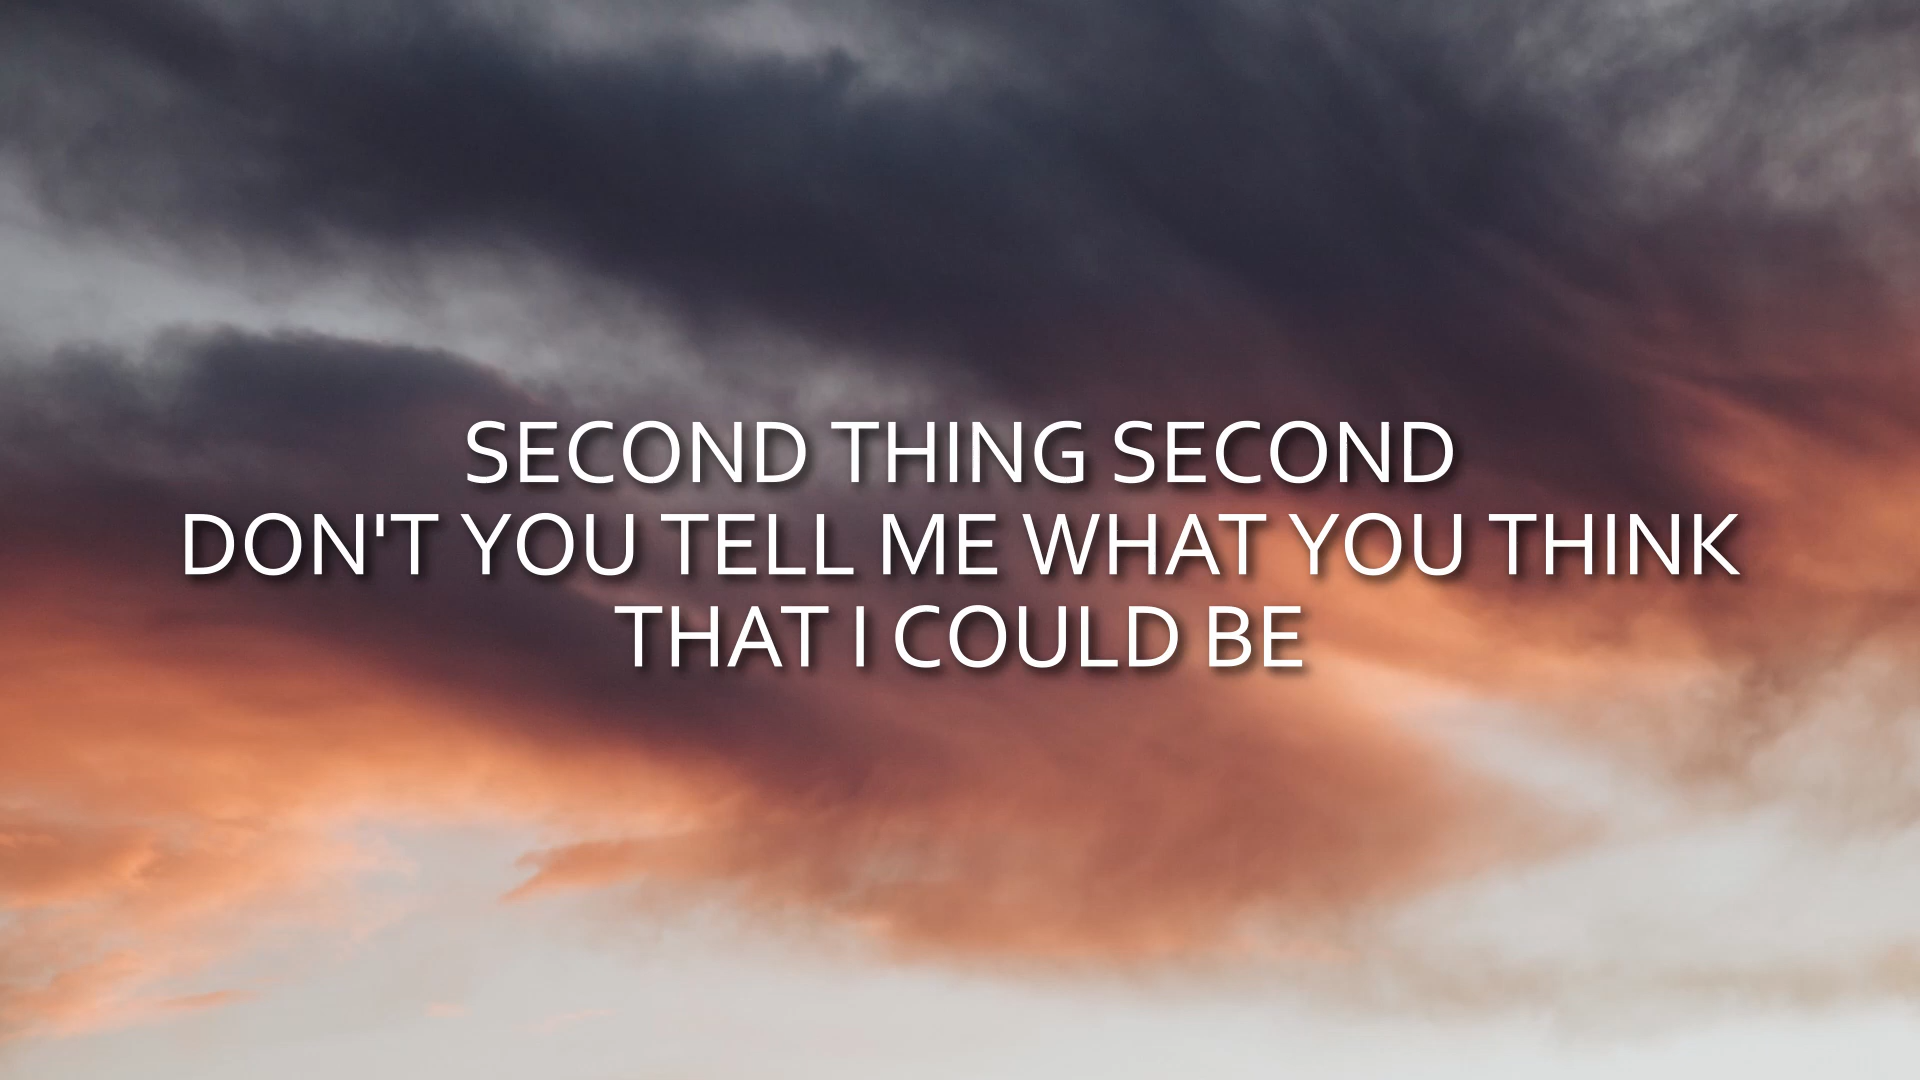 SECOND THING SECOND
DON'T YOU TELL ME WHAT YOU THINK
THAT I COULD BE